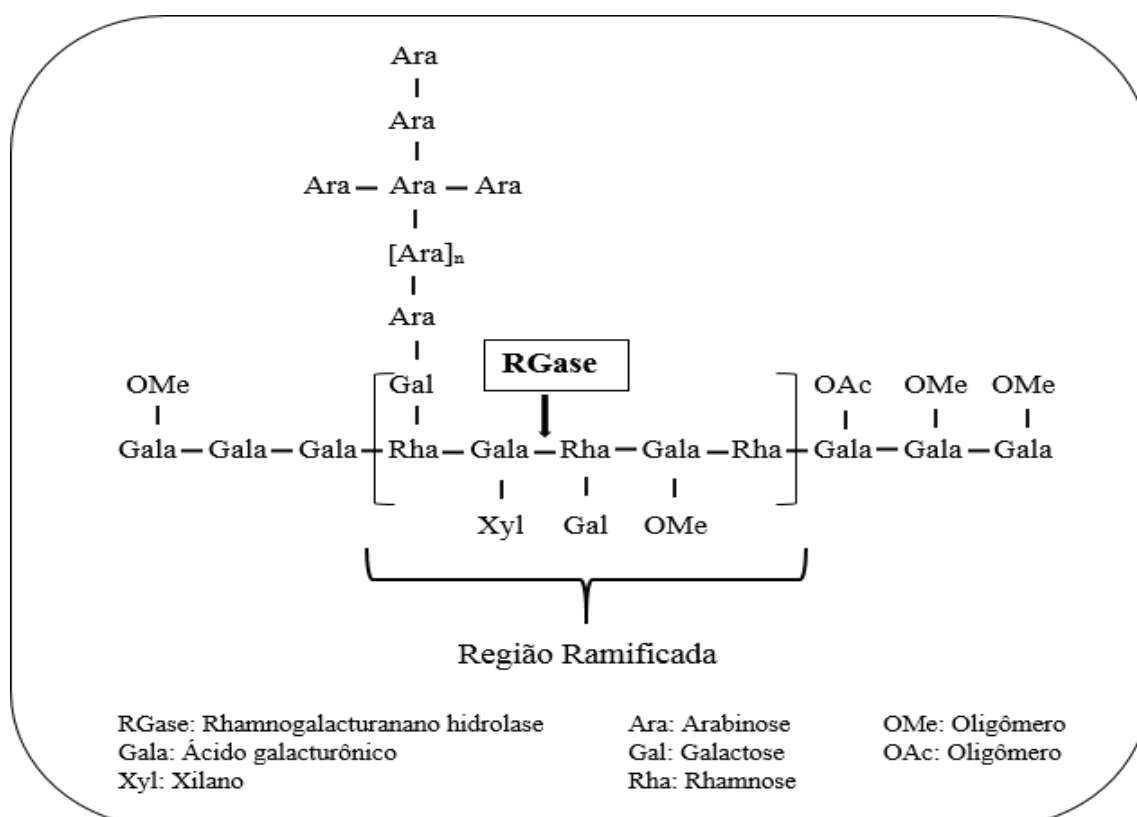 Ara
Ara
Ara — Ara — Ara
[Ara]n
Ara
RGase
OMe Gal OAc OMe OMe
Gala — Gala — Gala — Rha — Gala — Rha — Gala — Rha — Gala — Gala — Gala
Xyl Gal OMe
Região Ramificada
RGase: Rhamnogalacturanano hidrolase Ara: Arabinose OMe: Oligômero
Gala: Ácido galacturônico Gal: Galactose OAc: Oligômero
Xyl: Xilano Rha: Rhamnose